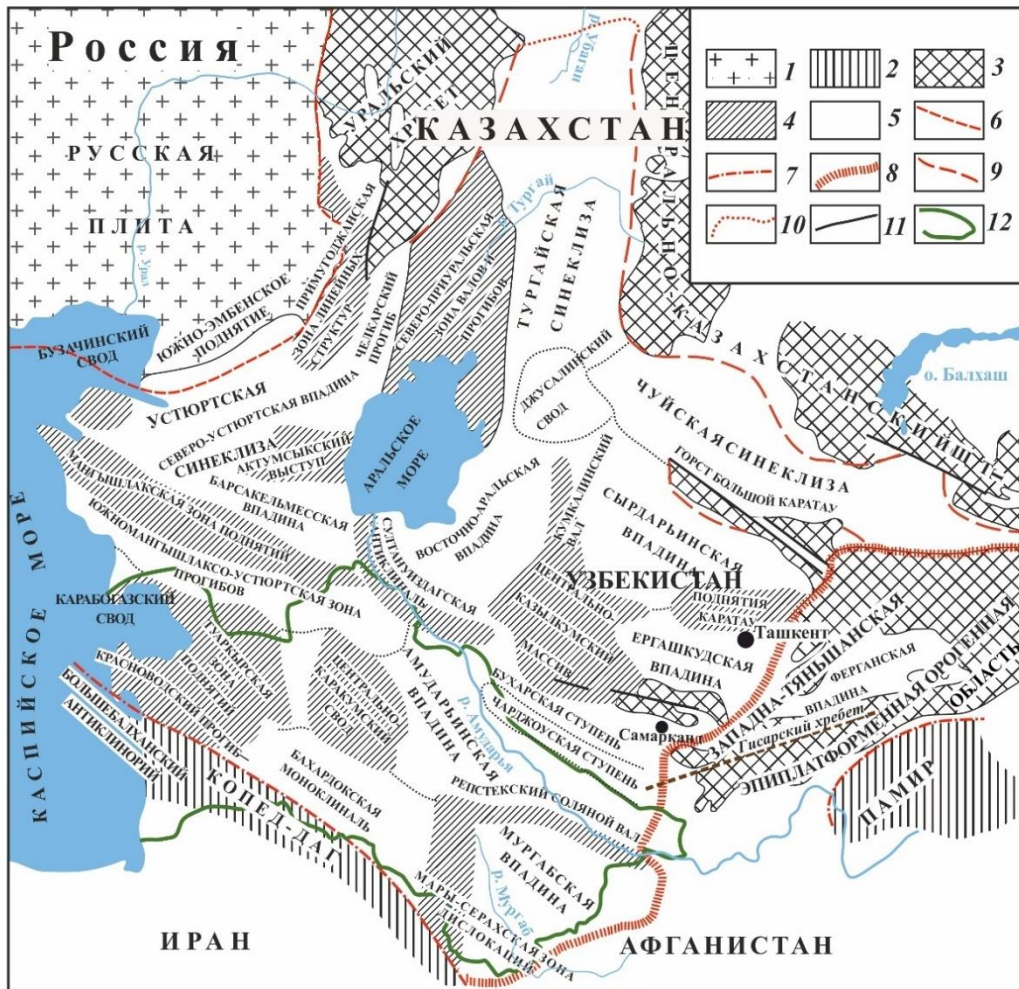 Россия
р. Убаган
УРАЛЬСКИЙ
ХРЕБЕТ
КАЗАХСТАН
ЦЕНТРАЛЬНО-КАЗАХСТАНСКИЙ ЩИТ
1
2
3
4
5
6
7
8
9
10
11
12
РУССКАЯ
ПЛИТА
р. Урал
р. Тургай
ТУРГАЙСКАЯ
СИНЕКЛИЗА
ПРИМУГОДЖАНСКАЯ
ЗОНА ЛИНЕЙНЫХ
СТРУКТУР
ЧЕЛКАРСКИЙ
ПРОГИБ
СЕВЕРО-ПРИУРАЛЬСКАЯ
ЗОНА ВАЛОВ И
ПРОГИБОВ
ЮЖНО-ЭМБЕНСКОЕ
ПОДНЯТИЕ
БУЗАЧИНСКИЙ
СВОД
о. Балхаш
ДЖУСАЛИНСКИЙ
СВОД
УСТЮРТСКАЯ
СИНЕКЛИЗА
СЕВЕРО-УСТЮРТСКАЯ ВПАДИНА
АКТУМСЫКСКИЙ
ВЫСТУП
АРАЛЬСКОЕ
МОРЕ
ЧУЙСКАЯ СИНЕКЛИЗА
ГОРСТ БОЛЬШОЙ КАРАТАУ
МАНГЫШЛАКСКАЯ ЗОНА ПОДНЯТИЙ
БАРСАКЕЛЬМЕССКАЯ
ВПАДИНА
ВОСТОЧНО-АРАЛЬСКАЯ
ВПАДИНА
КУМКАЛИНСКИЙ
ВАЛ
СЫРДАРЬИНСКАЯ
ВПАДИНА
ЮЖНОМАНГЫШЛАКСО-УСТЮРТСКАЯ ЗОНА
ПРОГИБОВ
СУЛТАНУИЗДАГСКАЯ
АНТИКЛИНАЛЬ
УЗБЕКИСТАН
ЦЕНТРАЛЬНО-
КАЗЫЛКУМСКИЙ
МАССИВ
ПОДНЯТИЯ
КАРАТАУ
Ташкент
КАРАБОГАЗСКИЙ
СВОД
КАСПИЙСКОЕ МОРЕ
ТУАРКЫРСКАЯ
ЗОНА
ПОДНЯТИЙ
ЦЕНТРАЛЬНО-
КАРАКУМСКИЙ
СВОД
АМУДАРЬИНСКАЯ
ВПАДИНА
р. Амударья
ЕРГАШКУДСКАЯ
ВПАДИНА
БУХАРСКАЯ СТУПЕНЬ
ЧАРДЖОУСКАЯ СТУПЕНЬ
Самарканд
ФЕРГАНСКАЯ
ВПАДИНА
ЗАПАДНА-ТЯНЬШАНСКАЯ
ЭПИПЛАТФОРМЕННАЯ ОРОГЕННАЯ
ОБЛАСТЬ
Гисарский хребет
КРАСНОВОДСКИЙ ПРОГИБ
БОЛЬШЕБАЛХАНСКИЙ
АНТИКЛИНОРИЙ
КОПЕД-ДАГ
БАХАРДОКСКАЯ
МОНОКЛИНАЛЬ
РЕПСТЕКСКИЙ СОЛЯНОЙ ВАЛ
ПАМИР
МУРГАБСКАЯ
ВПАДИНА
р. Мургаб
МАРЫ-СЕРАХСКАЯ ЗОНА
ДИСЛОКАЦИЙ
ИРАН
АФГАНИСТАН